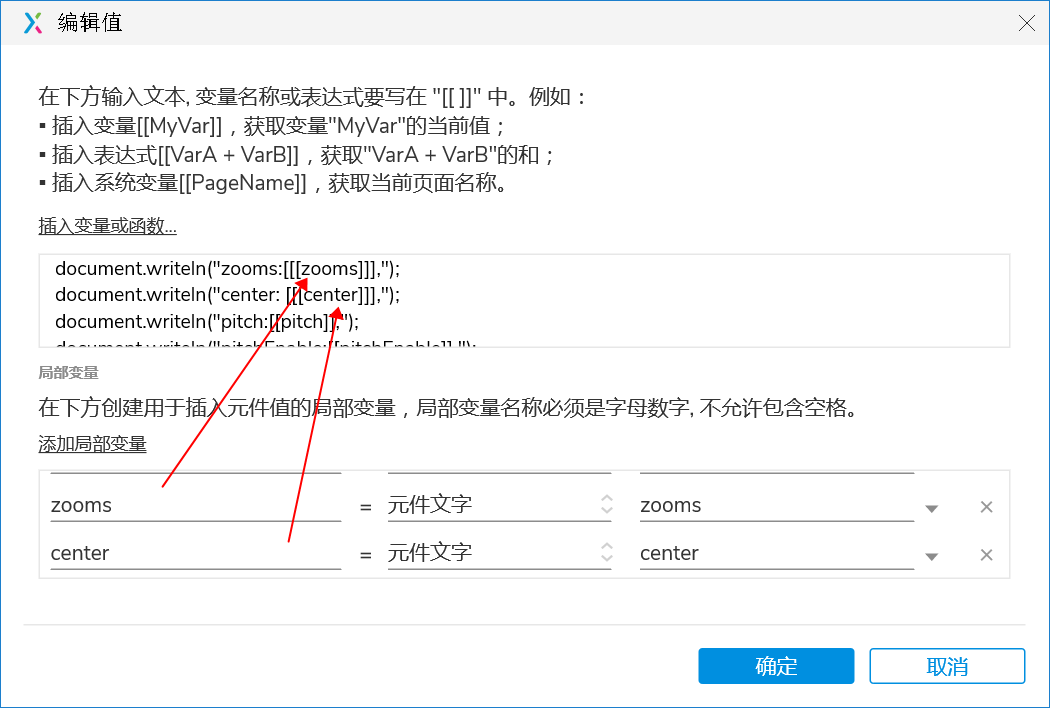 编辑值
在下方输入文本, 变量名称或表达式要写在 "[[ ]]" 中。例如：
▪ 插入变量[[MyVar]]，获取变量"MyVar"的当前值；
▪ 插入表达式[[VarA + VarB]]，获取"VarA + VarB"的和；
▪ 插入系统变量[[PageName]]，获取当前页面名称。
插入变量或函数...
document.writeln("zooms:[[[zooms]]],");
document.writeln("center: [[[center]]],");
document.writeln("pitch:[[pitch]],");
document.writeln("pitchEnable:[[pitchEnable]],");
局部变量
在下方创建用于插入元件值的局部变量，局部变量名称必须是字母数字, 不允许包含空格。
添加局部变量
zooms = 元件文字 zooms
center = 元件文字 center
确定 取消